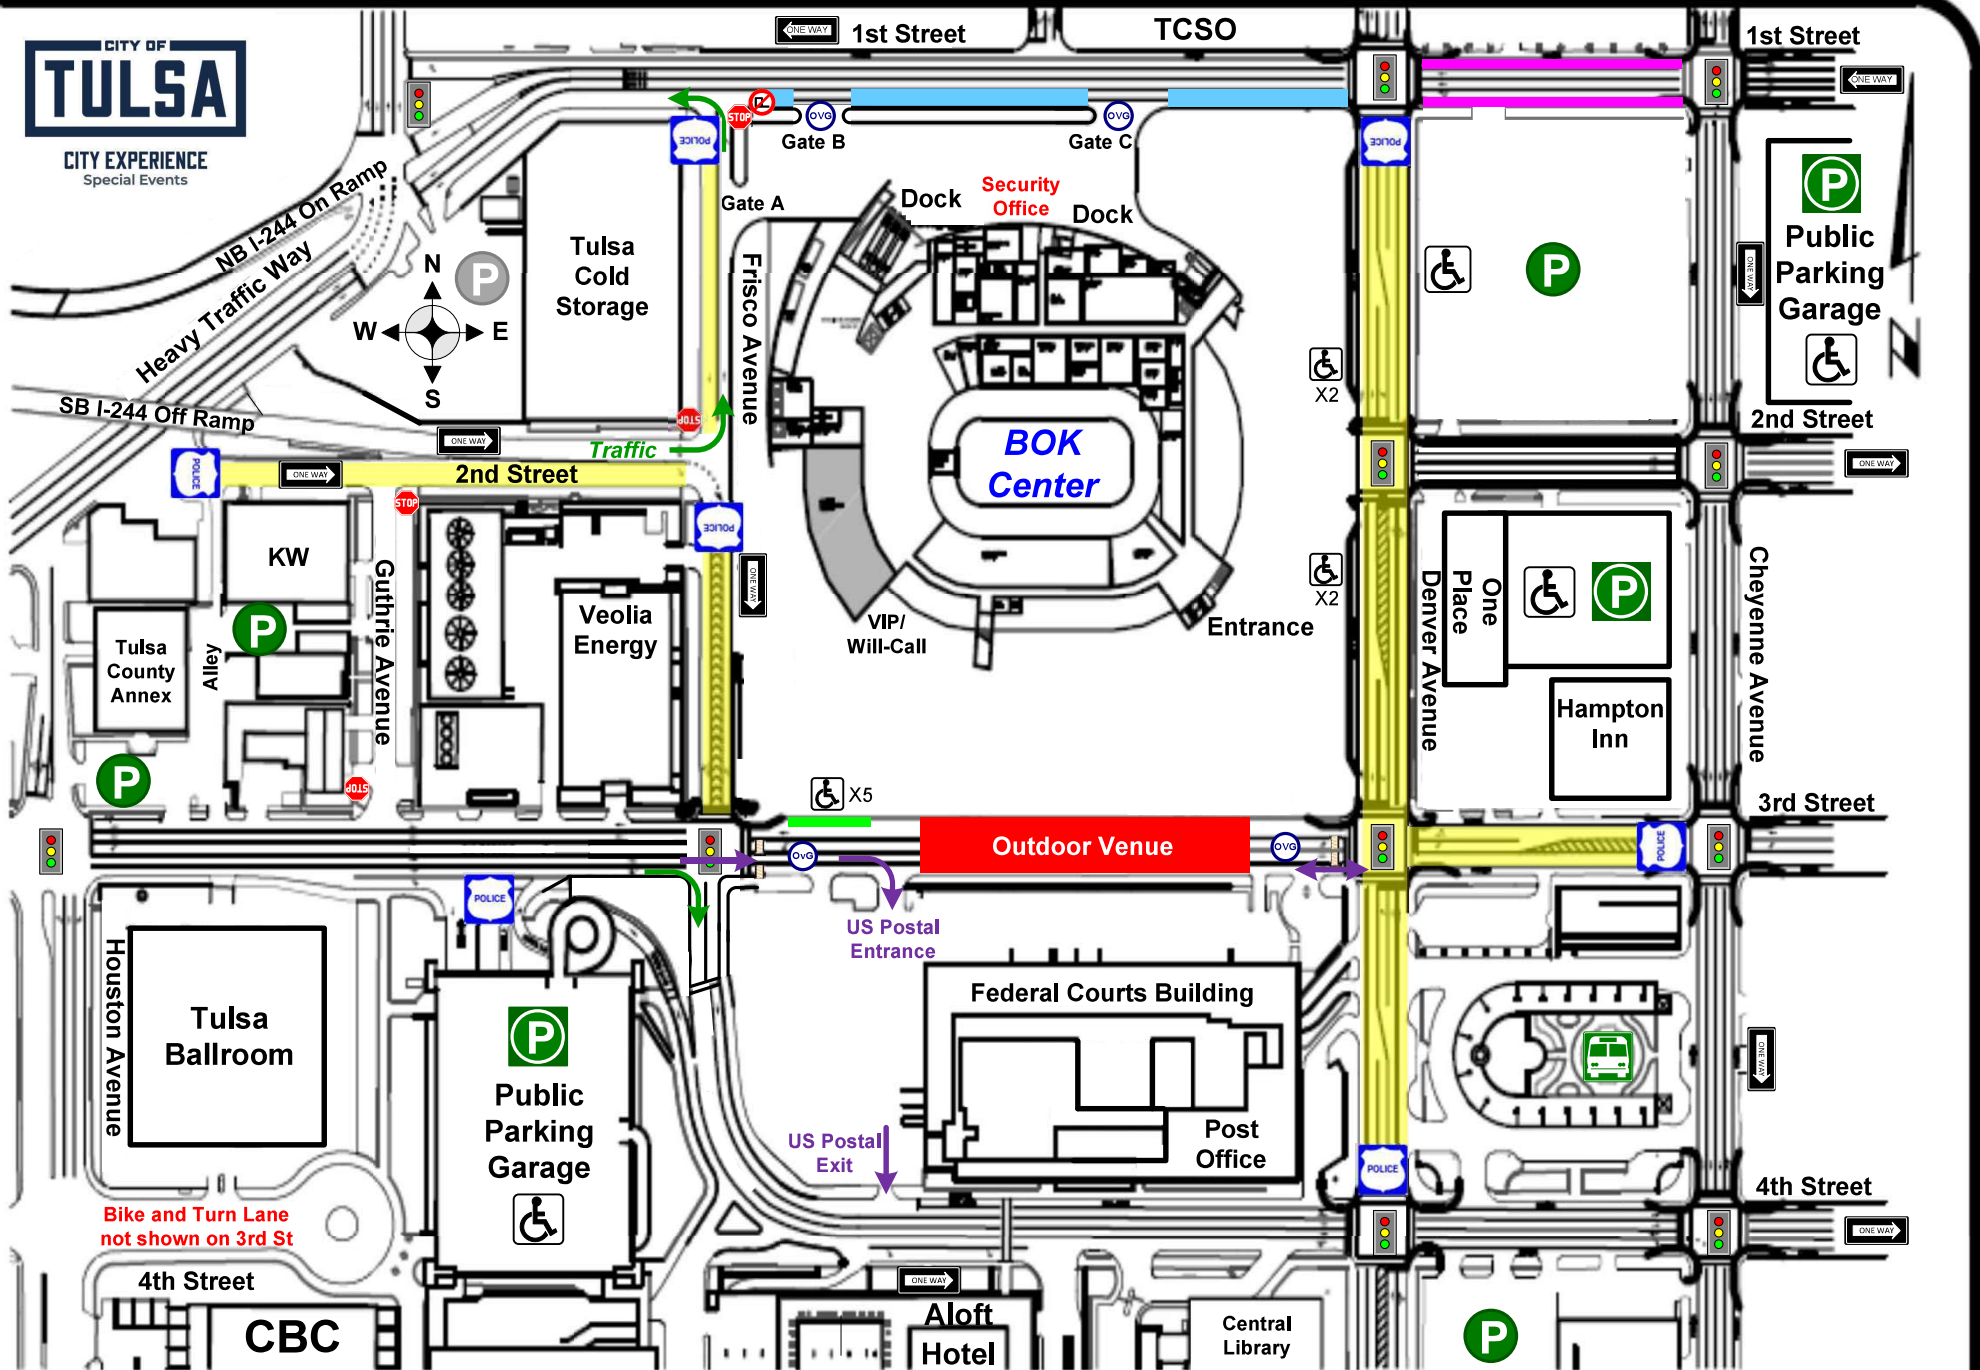 CITY OF
TULSA
CITY EXPERIENCE
Special Events
ONE WAY
1st Street
TCSO
1st Street
ONE WAY
STOP
OVG
OVG
Gate B
Gate C
POLICE
POLICE
P
Public
Parking
Garage
NB I-244 On Ramp
Heavy Traffic Way
N
W
E
S
P
Tulsa
Cold
Storage
Gate A
Frisco Avenue
Dock
Security
Office
Dock
P
ONE WAY
X2
SB I-244 Off Ramp
ONE WAY
STOP
Traffic
BOK
Center
2nd Street
POLICE
ONE WAY
2nd Street
ONE WAY
STOP
POLICE
KW
Guthrie Avenue
ONE WAY
Veolia
Energy
X2
VIP/
Will-Call
Entrance
Denver Avenue
One
Place
P
Cheyenne Avenue
Hampton
Inn
P
Tulsa
County
Annex
Alley
P
STOP
X5
3rd Street
OVG
Outdoor Venue
OVG
POLICE
POLICE
US Postal
Entrance
Houston Avenue
Tulsa
Ballroom
P
Public
Parking
Garage
Federal Courts Building
Post
Office
US Postal
Exit
POLICE
ONE WAY
4th Street
ONE WAY
Bike and Turn Lane
not shown on 3rd St
4th Street
CBC
ONE WAY
Aloft
Hotel
Central
Library
P